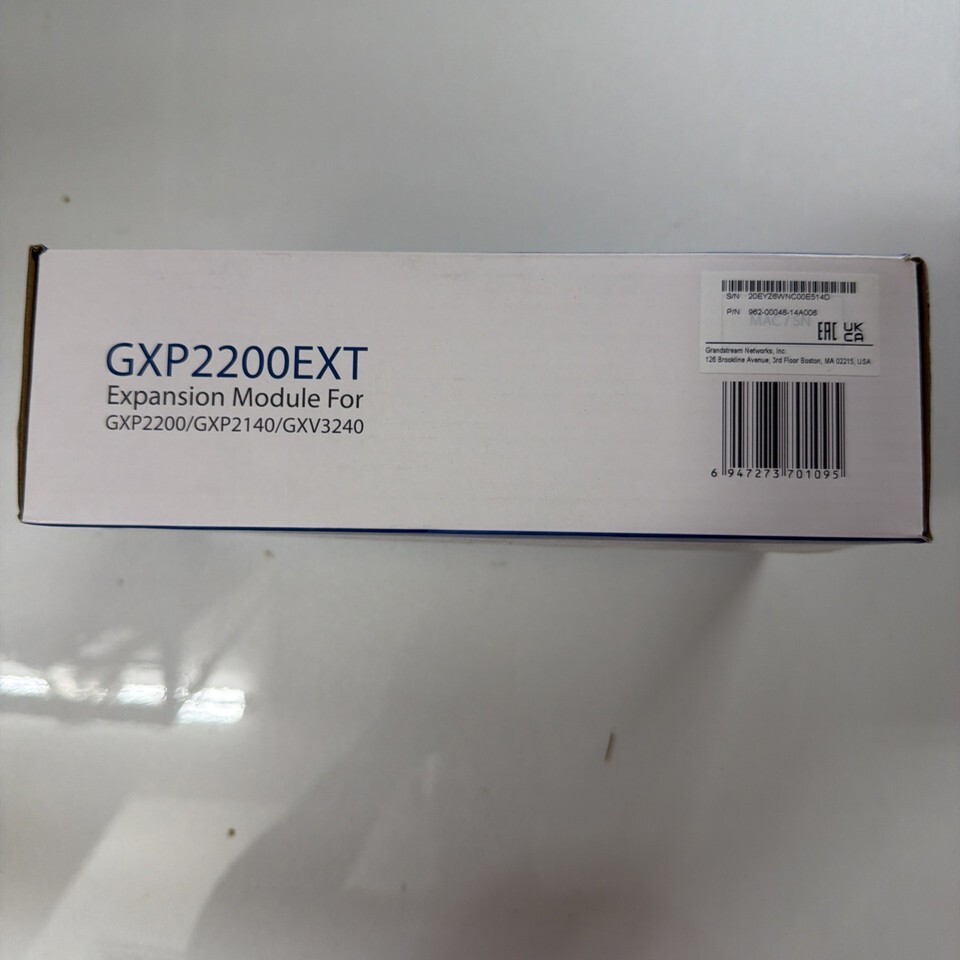 GXP2200EXT
Expansion Module For
GXP2200/GXP2140/GXV3240
S/N 20EYZ6WNC00E514D
P/N 962-00046-14A006
MAC / SN
EAC UK
CA
Grandstream Networks, Inc.
126 Brookline Avenue, 3rd Floor Boston, MA 02215, USA
6 947273 701095